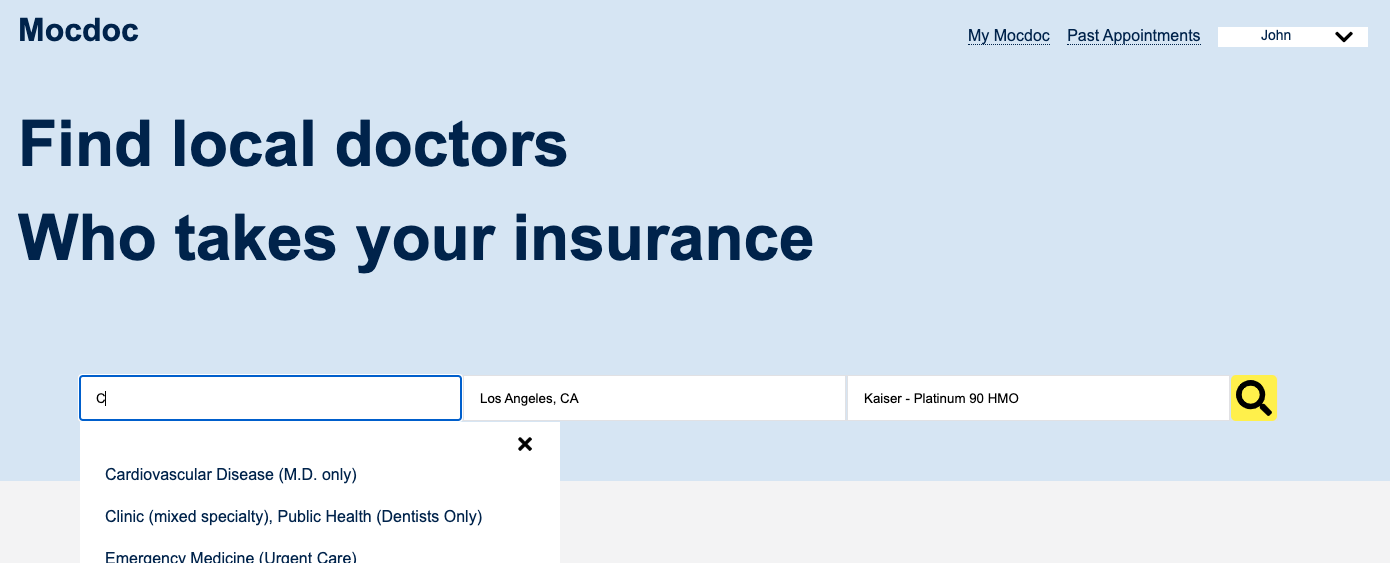 Mocdoc
My Mocdoc Past Appointments John
Find local doctors
Who takes your insurance
C Los Angeles, CA Kaiser - Platinum 90 HMO
Cardiovascular Disease (M.D. only)
Clinic (mixed specialty), Public Health (Dentists Only)
Emergency Medicine (Urgent Care)